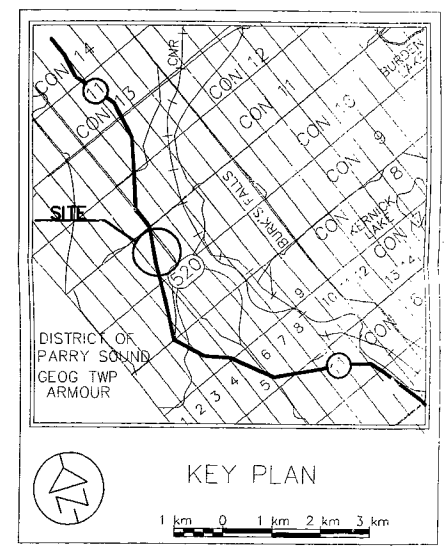 CON 14
11
CON 13
CNR
CON 12
CON 11
CON 10
CON 9
CON
8
BURDEN
LAKE
BURK'S FALLS
KERNICK
LAKE
SITE
520
CON
CON
9
10
11
12
13
14
DISTRICT OF
PARRY SOUND
GEOG TWP
ARMOUR
1
2
3
4
5
6
7
8
KEY PLAN
1 km 0 1 km 2 km 3 km